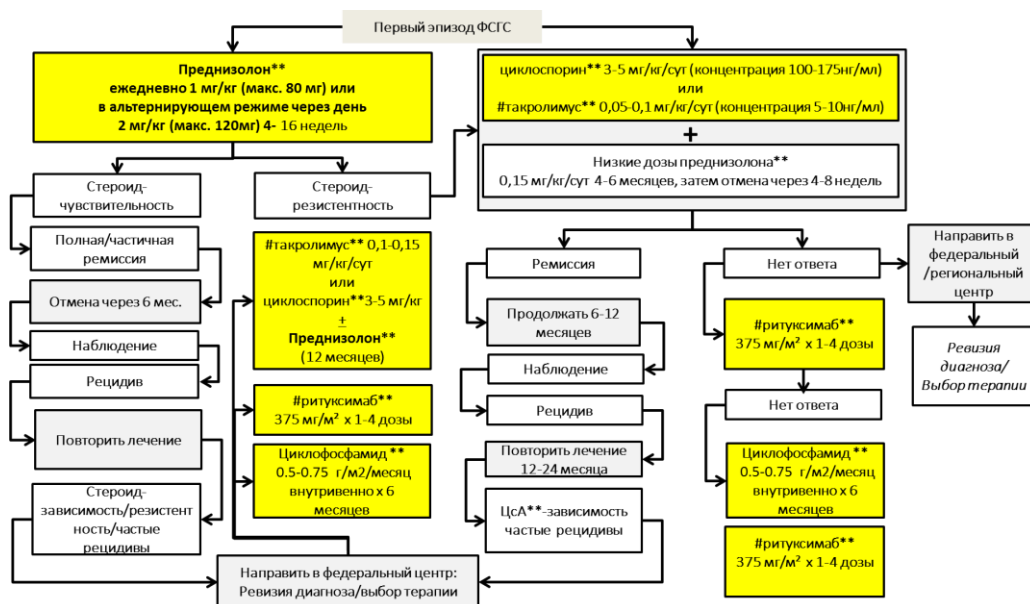 Первый эпизод ФСГС
Преднизолон**
ежедневно 1 мг/кг (макс. 80 мг) или
в альтернирующем режиме через день
2 мг/кг (макс. 120мг) 4- 16 недель
циклоспорин** 3-5 мг/кг/сут (концентрация 100-175нг/мл)
или
#такролимус** 0,05-0,1 мг/кг/сут (концентрация 5-10нг/мл)
+
Низкие дозы преднизолона**
0,15 мг/кг/сут 4-6 месяцев, затем отмена через 4-8 недель
Стероид-
чувствительность
Полная/частичная
ремиссия
Отмена через 6 мес.
Наблюдение
Рецидив
Повторить лечение
Стероид-
зависимость/резистент
ность/частые
рецидивы
Стероид-
резистентность
#такролимус** 0,1-0,15
мг/кг/сут
или
циклоспорин**3-5 мг/кг
±
Преднизолон**
(12 месяцев)
#ритуксимаб**
375 мг/м² x 1-4 дозы
Циклофосфамид **
0.5-0.75 г/м2/месяц
внутривенно x 6
месяцев
Ремиссия
Продолжать 6-12
месяцев
Наблюдение
Рецидив
Повторить лечение
12-24 месяца
ЦсА**-зависимость
частые рецидивы
Нет ответа
#ритуксимаб**
375 мг/м² x 1-4 дозы
Нет ответа
Циклофосфамид **
0.5-0.75 г/м2/месяц
внутривенно x 6
месяцев
#ритуксимаб**
375 мг/м² x 1-4 дозы
Направить в
федеральный
/региональный
центр
Ревизия
диагноза/
Выбор терапии
Направить в федеральный центр:
Ревизия диагноза/выбор терапии